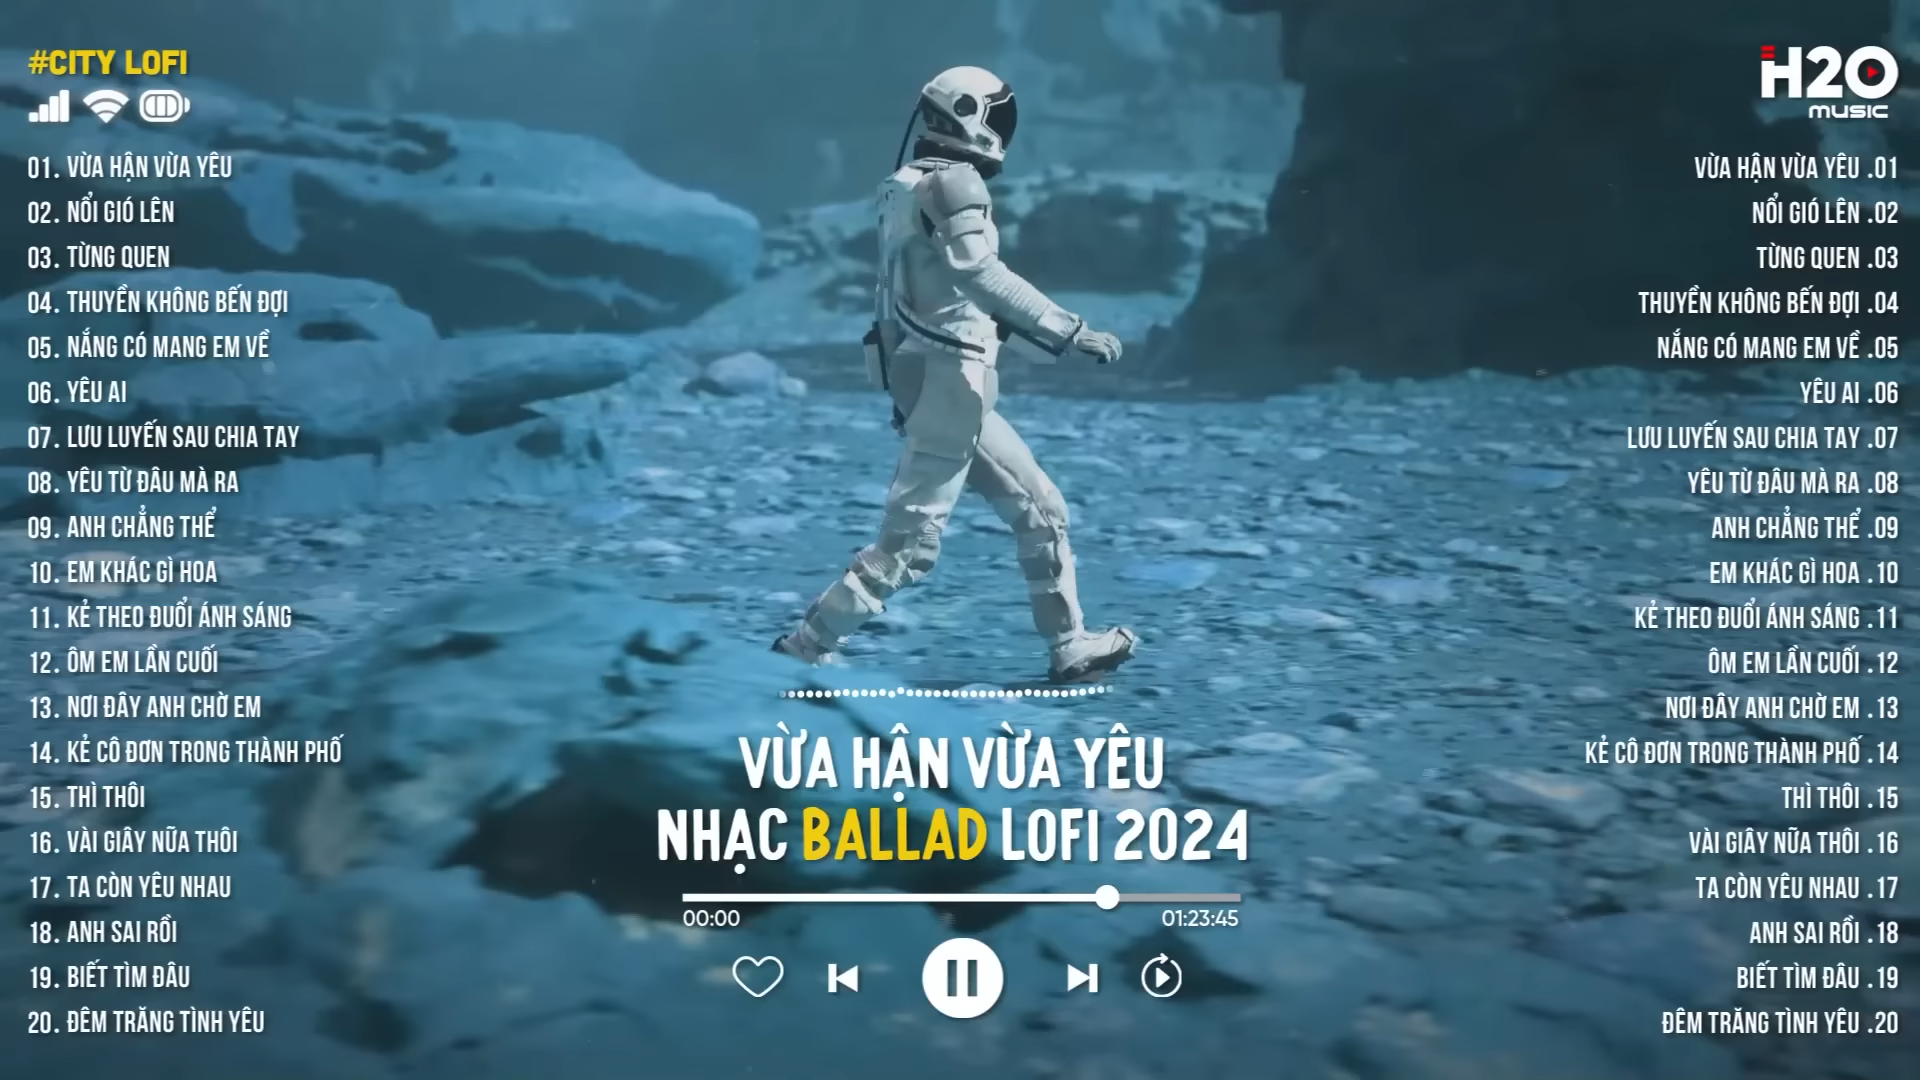 #CITY LOFI
H2O
MUSIC
01. VỪA HẬN VỪA YÊU
02. NỔI GIÓ LÊN
03. TỪNG QUEN
04. THUYỀN KHÔNG BẾN ĐỢI
05. NẮNG CÓ MANG EM VỀ
06. YÊU AI
07. LƯU LUYẾN SAU CHIA TAY
08. YÊU TỪ ĐÂU MÀ RA
09. ANH CHẲNG THỂ
10. EM KHÁC GÌ HOA
11. KẺ THEO ĐUỔI ÁNH SÁNG
12. ÔM EM LẦN CUỐI
13. NƠI ĐÂY ANH CHỜ EM
14. KẺ CÔ ĐƠN TRONG THÀNH PHỐ
15. THÌ THÔI
16. VÀI GIÂY NỮA THÔI
17. TA CÒN YÊU NHAU
18. ANH SAI RỒI
19. BIẾT TÌM ĐÂU
20. ĐÊM TRĂNG TÌNH YÊU
VỪA HẬN VỪA YÊU
NHẠC BALLAD LOFI 2024
00:00
01:23:45
VỪA HẬN VỪA YÊU .01
NỔI GIÓ LÊN .02
TỪNG QUEN .03
THUYỀN KHÔNG BẾN ĐỢI .04
NẮNG CÓ MANG EM VỀ .05
YÊU AI .06
LƯU LUYẾN SAU CHIA TAY .07
YÊU TỪ ĐÂU MÀ RA .08
ANH CHẲNG THỂ .09
EM KHÁC GÌ HOA .10
KẺ THEO ĐUỔI ÁNH SÁNG .11
ÔM EM LẦN CUỐI .12
NƠI ĐÂY ANH CHỜ EM .13
KẺ CÔ ĐƠN TRONG THÀNH PHỐ .14
THÌ THÔI .15
VÀI GIÂY NỮA THÔI .16
TA CÒN YÊU NHAU .17
ANH SAI RỒI .18
BIẾT TÌM ĐÂU .19
ĐÊM TRĂNG TÌNH YÊU .20